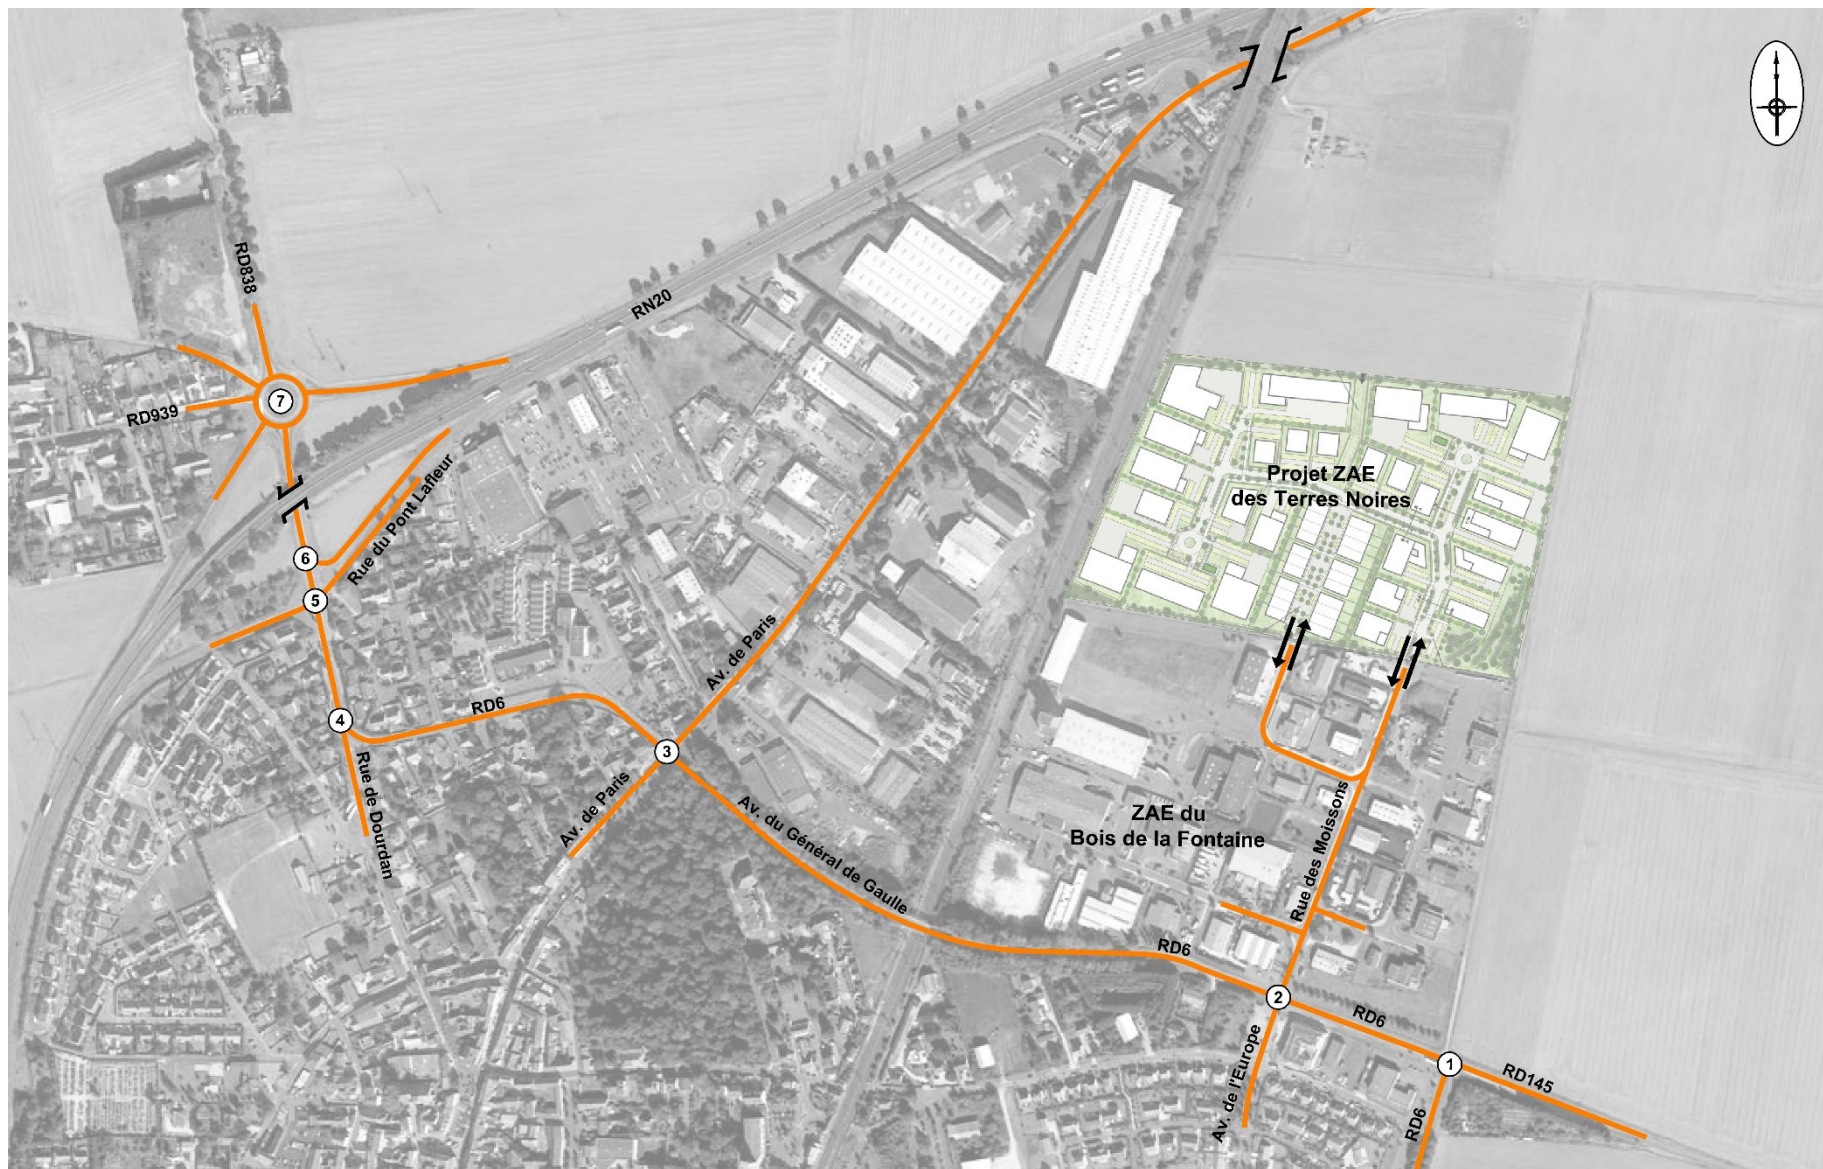 RD838
RN20
7
RD939
Rue du Pont Lafleur
6
5
Projet ZAE
des Terres Noires
Av. de Paris
RD6
4
3
Rue de Dourdan
Av. de Paris
Av. du Général de Gaulle
ZAE du
Bois de la Fontaine
Rue des Moissons
RD6
2
RD6
Av. de l'Europe
1
RD145
RD6